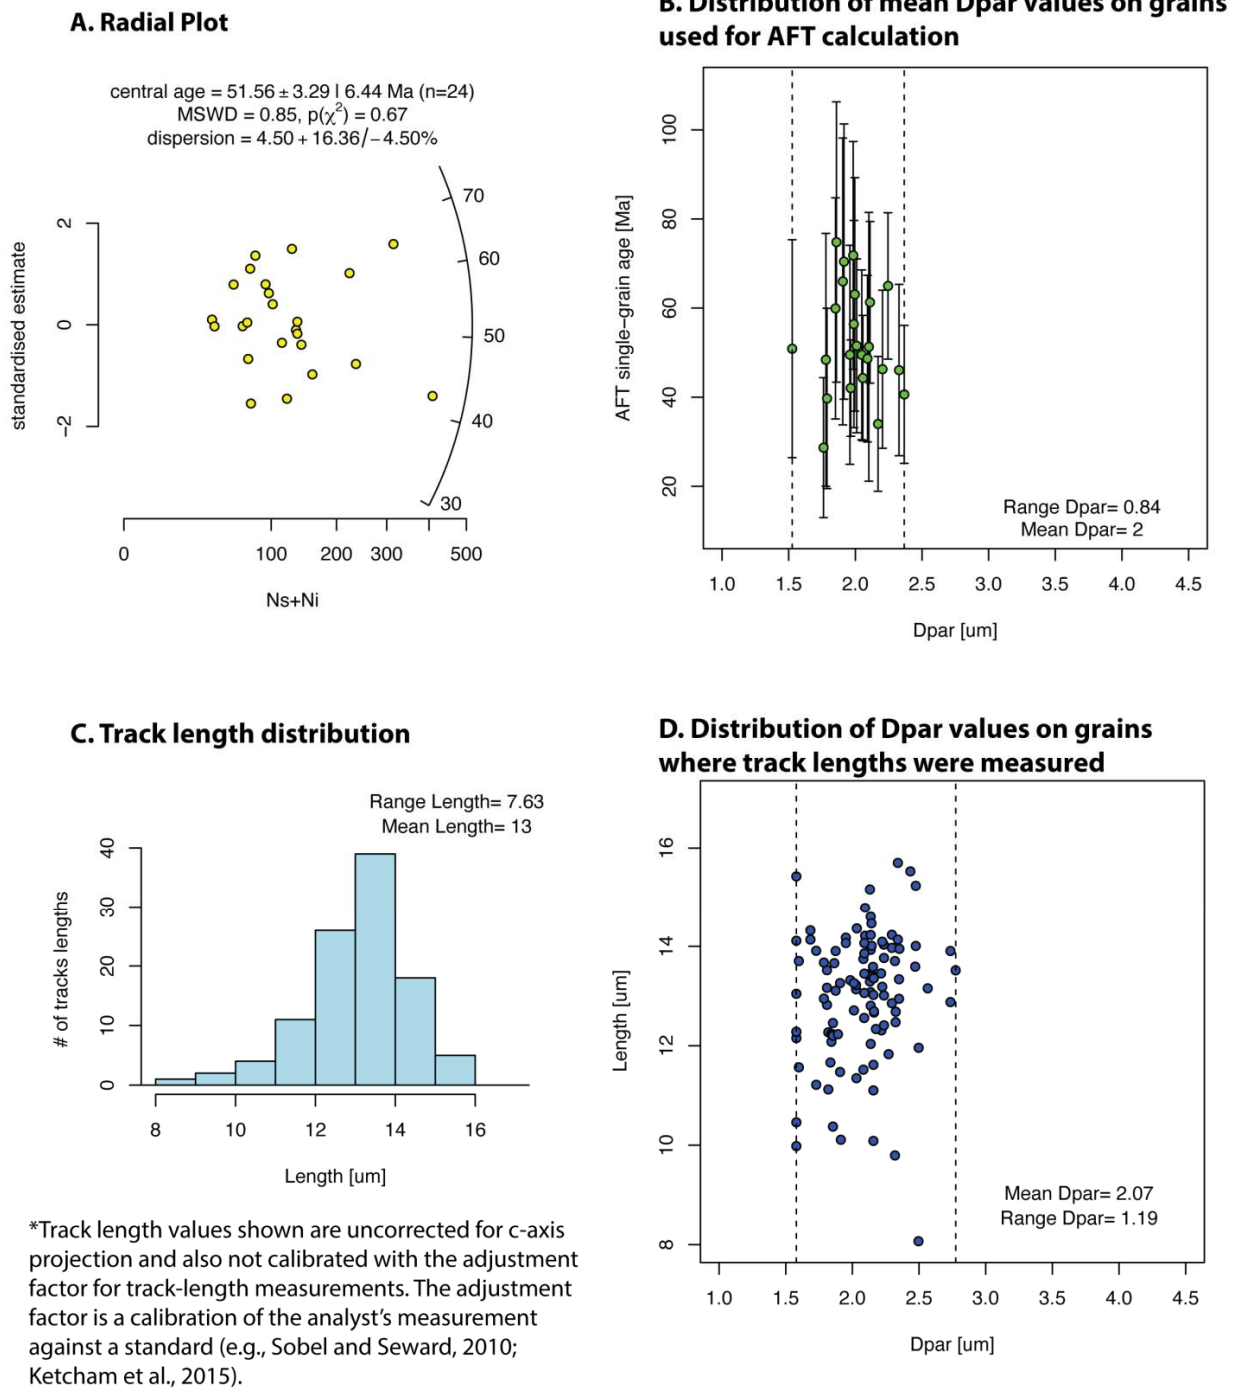 A. Radial Plot
central age = 51.56 ± 3.29 | 6.44 Ma (n=24)
MSWD = 0.85, p(χ²) = 0.67
dispersion = 4.50 + 16.36/−4.50%
standardised estimate
2
0
−2
70
60
50
40
30
0 100 200 300 500
Ns+Ni
B. Distribution of mean Dpar values on grains
used for AFT calculation
AFT single−grain age [Ma]
100
80
60
40
20
Range Dpar= 0.84
Mean Dpar= 2
1.0 1.5 2.0 2.5 3.0 3.5 4.0 4.5
Dpar [um]
C. Track length distribution
Range Length= 7.63
Mean Length= 13
# of tracks lengths
40
30
20
10
0
8 10 12 14 16
Length [um]
*Track length values shown are uncorrected for c-axis
projection and also not calibrated with the adjustment
factor for track-length measurements. The adjustment
factor is a calibration of the analyst's measurement
against a standard (e.g., Sobel and Seward, 2010;
Ketcham et al., 2015).
D. Distribution of Dpar values on grains
where track lengths were measured
Length [um]
16
14
12
10
8
Mean Dpar= 2.07
Range Dpar= 1.19
1.0 1.5 2.0 2.5 3.0 3.5 4.0 4.5
Dpar [um]